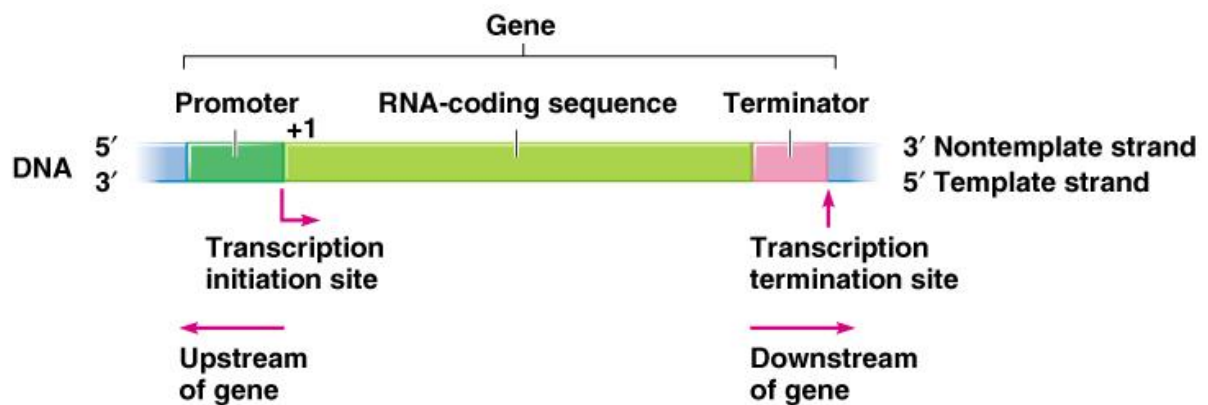 Gene
Promoter RNA-coding sequence Terminator
+1
5′ 3′ Nontemplate strand
DNA
3′ 5′ Template strand
Transcription initiation site
Transcription termination site
Upstream of gene
Downstream of gene